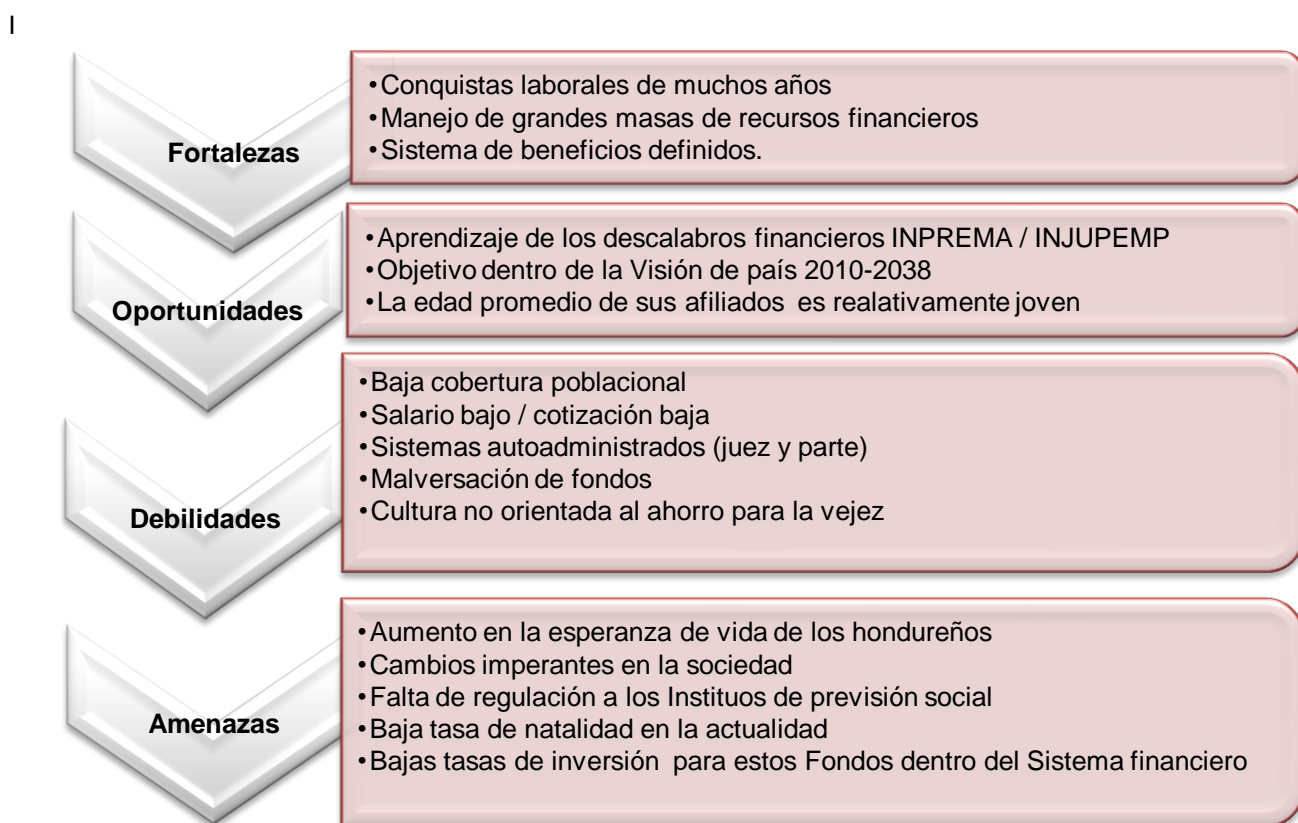 I
Fortalezas
•Conquistas laborales de muchos años
•Manejo de grandes masas de recursos financieros
•Sistema de beneficios definidos.
Oportunidades
•Aprendizaje de los descalabros financieros INPREMA / INJUPEMP
•Objetivo dentro de la Visión de país 2010-2038
•La edad promedio de sus afiliados es realativamente joven
Debilidades
•Baja cobertura poblacional
•Salario bajo / cotización baja
•Sistemas autoadministrados (juez y parte)
•Malversación de fondos
•Cultura no orientada al ahorro para la vejez
Amenazas
•Aumento en la esperanza de vida de los hondureños
•Cambios imperantes en la sociedad
•Falta de regulación a los Instituos de previsión social
•Baja tasa de natalidad en la actualidad
•Bajas tasas de inversión para estos Fondos dentro del Sistema financiero